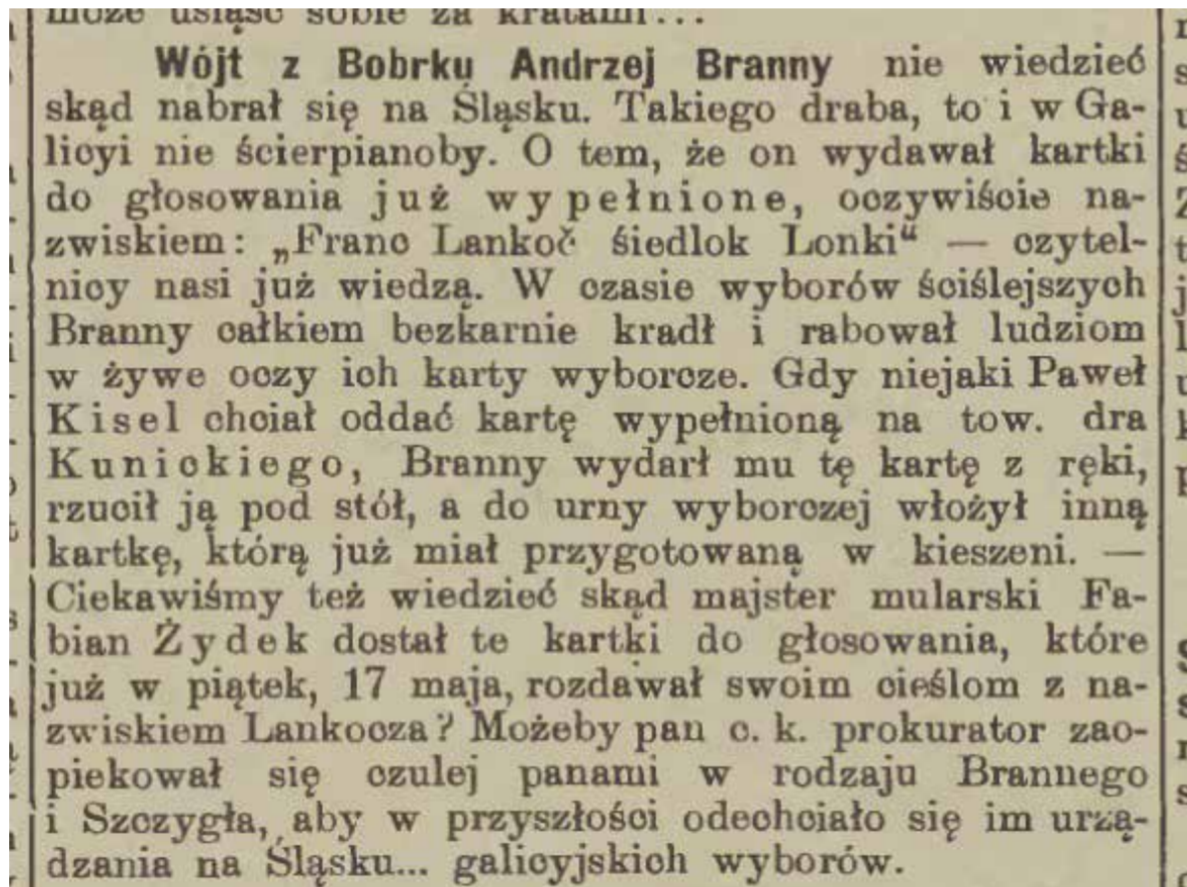 może usiąść sobie za kratami...
Wójt z Bobrku Andrzej Branny nie wiedzieć
skąd nabrał się na Śląsku. Takiego draba, to i w Ga-
licyi nie ścierpianoby. O tem, że on wydawał kartki
do głosowania już wypełnione, oczywiście na-
zwiskiem: „Franc Lankoč śiedlok Lonki“ — czytel-
nicy nasi już wiedzą. W czasie wyborów ściślejszych
Branny całkiem bezkarnie kradł i rabował ludziom
w żywe oczy ich karty wyborcze. Gdy niejaki Paweł
Kisel chciał oddać kartę wypełnioną na tow. dra
Kunickiego, Branny wydarł mu tę kartę z ręki,
rzucił ją pod stół, a do urny wyborczej włożył inną
kartkę, którą już miał przygotowaną w kieszeni. —
Ciekawiśmy też wiedzieć skąd majster mularski Fa-
bian Żydek dostał te kartki do głosowania, które
już w piątek, 17 maja, rozdawał swoim cieślom z na-
zwiskiem Lankocza? Możeby pan c. k. prokurator zao-
piekował się czulej panami w rodzaju Brannego
i Szczygła, aby w przyszłości odechciało się im urzą-
dzania na Śląsku... galicyjskich wyborów.